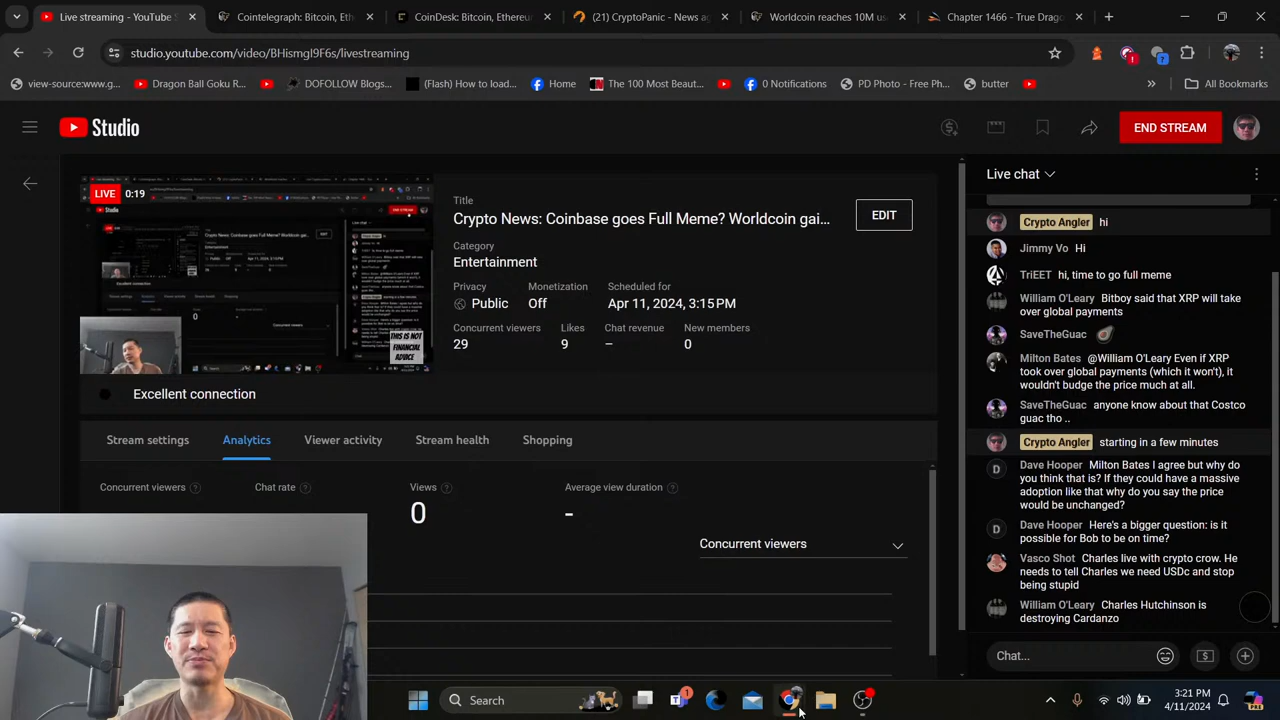 Live streaming - YouTube S
Cointelegraph: Bitcoin, Eth
CoinDesk: Bitcoin, Ethereu
(21) CryptoPanic - News ag
Worldcoin reaches 10M us
Chapter 1466 - True Drago
studio.youtube.com/video/BHismgI9F6s/livestreaming
view-source:www.g...
Dragon Ball Goku R...
DOFOLLOW Blogs...
(Flash) How to load...
Home
The 100 Most Beaut...
0 Notifications
PD Photo - Free Ph...
butter
»
All Bookmarks
Studio
END STREAM
LIVE 0:19
Title
Crypto News: Coinbase goes Full Meme? Worldcoin gai...
EDIT
Category
Entertainment
Privacy
Monetization
Scheduled for
Public
Off
Apr 11, 2024, 3:15 PM
Concurrent viewers
Likes
New members
29
9
–
0
THIS IS NOT
FINANCIAL
ADVICE
Excellent connection
Stream settings
Analytics
Viewer activity
Stream health
Shopping
Concurrent viewers
Chat rate
Views
Average view duration
0
-
Concurrent viewers
Live chat
Crypto Angler hi
Jimmy Vo Hi
TriEET hi, time to go full meme
William O'Leary
over global payments
SaveTheGuac
Milton Bates @William O'Leary Even if XRP
took over global payments (which it won't), it
wouldn't budge the price much at all.
SaveTheGuac anyone know about that Costco
guac tho ..
Crypto Angler starting in a few minutes
Dave Hooper Milton Bates I agree but why do
you think that is? If they could have a massive
adoption like that why do you say the price
would be unchanged?
Dave Hooper Here's a bigger question: is it
possible for Bob to be on time?
Vasco Shot Charles live with crypto crow. He
needs to tell Charles we need USDc and stop
being stupid
William O'Leary Charles Hutchinson is
destroying Cardanzo
Chat...
Search
3:21 PM
4/11/2024